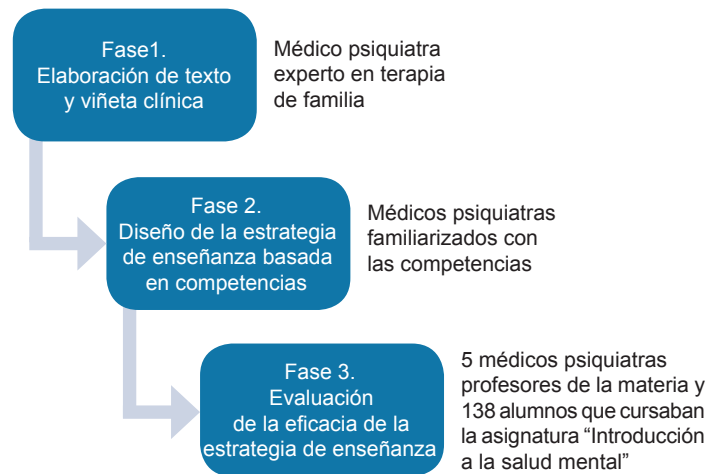 Fase1.
Elaboración de texto
y viñeta clínica
Médico psiquiatra
experto en terapia
de familia
Fase 2.
Diseño de la estrategia
de enseñanza basada
en competencias
Médicos psiquiatras
familiarizados con
las competencias
Fase 3.
Evaluación
de la eficacia de la
estrategia de enseñanza
5 médicos psiquiatras
profesores de la materia y
138 alumnos que cursaban
la asignatura “Introducción
a la salud mental”